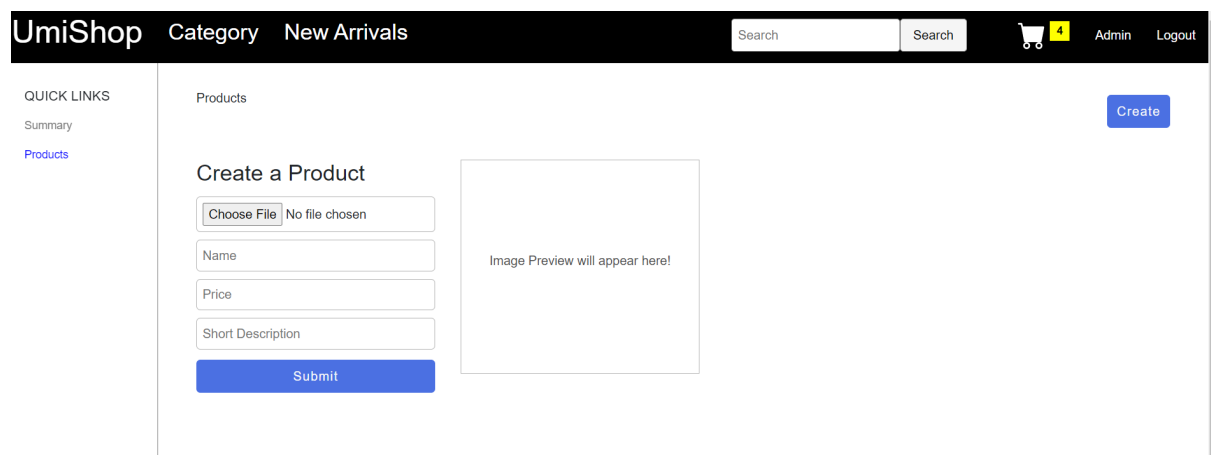 UmiShop Category New Arrivals Search Search 4 Admin Logout
QUICK LINKS
Summary
Products
Products
Create
Create a Product
Choose File No file chosen
Name
Price
Short Description
Submit
Image Preview will appear here!